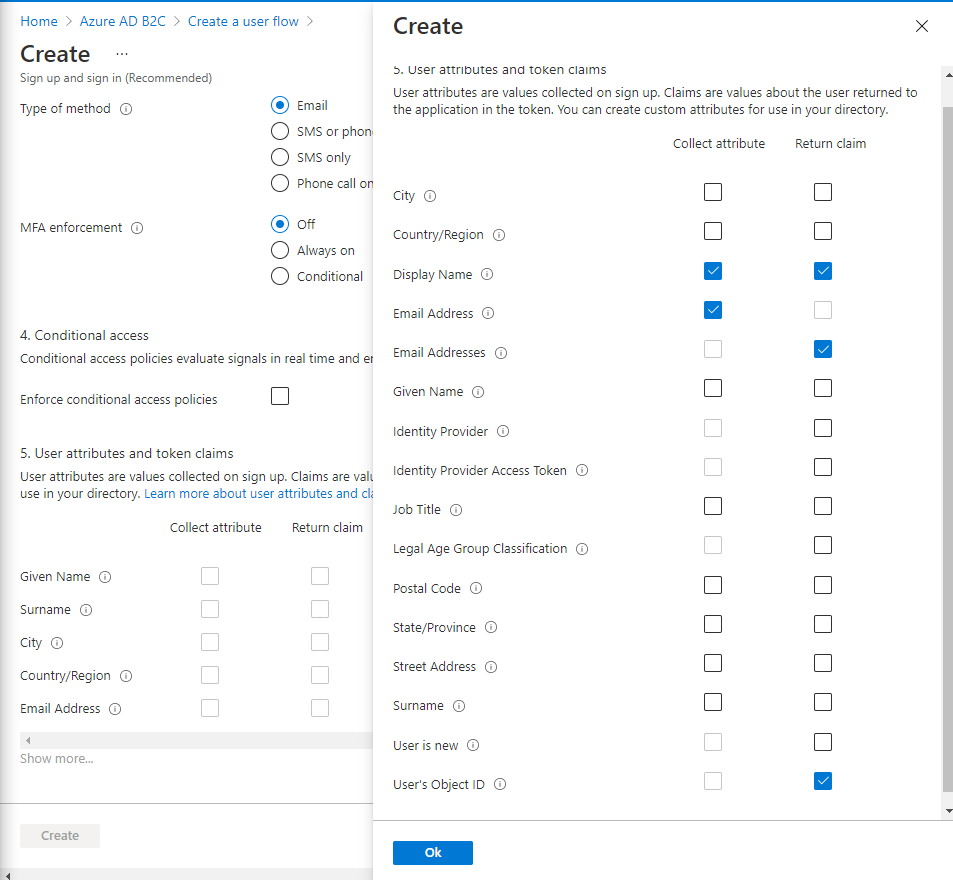 Home > Azure AD B2C > Create a user flow >
Create ...
Sign up and sign in (Recommended)
Type of method
Email
SMS or phon
SMS only
Phone call on
MFA enforcement
Off
Always on
Conditional
4. Conditional access
Conditional access policies evaluate signals in real time and en
Enforce conditional access policies
5. User attributes and token claims
User attributes are values collected on sign up. Claims are valu
use in your directory. Learn more about user attributes and cla
Collect attribute Return claim
Given Name
Surname
City
Country/Region
Email Address
Show more...
Create
Create
5. User attributes and token claims
User attributes are values collected on sign up. Claims are values about the user returned to
the application in the token. You can create custom attributes for use in your directory.
Collect attribute Return claim
City
Country/Region
Display Name
Email Address
Email Addresses
Given Name
Identity Provider
Identity Provider Access Token
Job Title
Legal Age Group Classification
Postal Code
State/Province
Street Address
Surname
User is new
User's Object ID
Ok